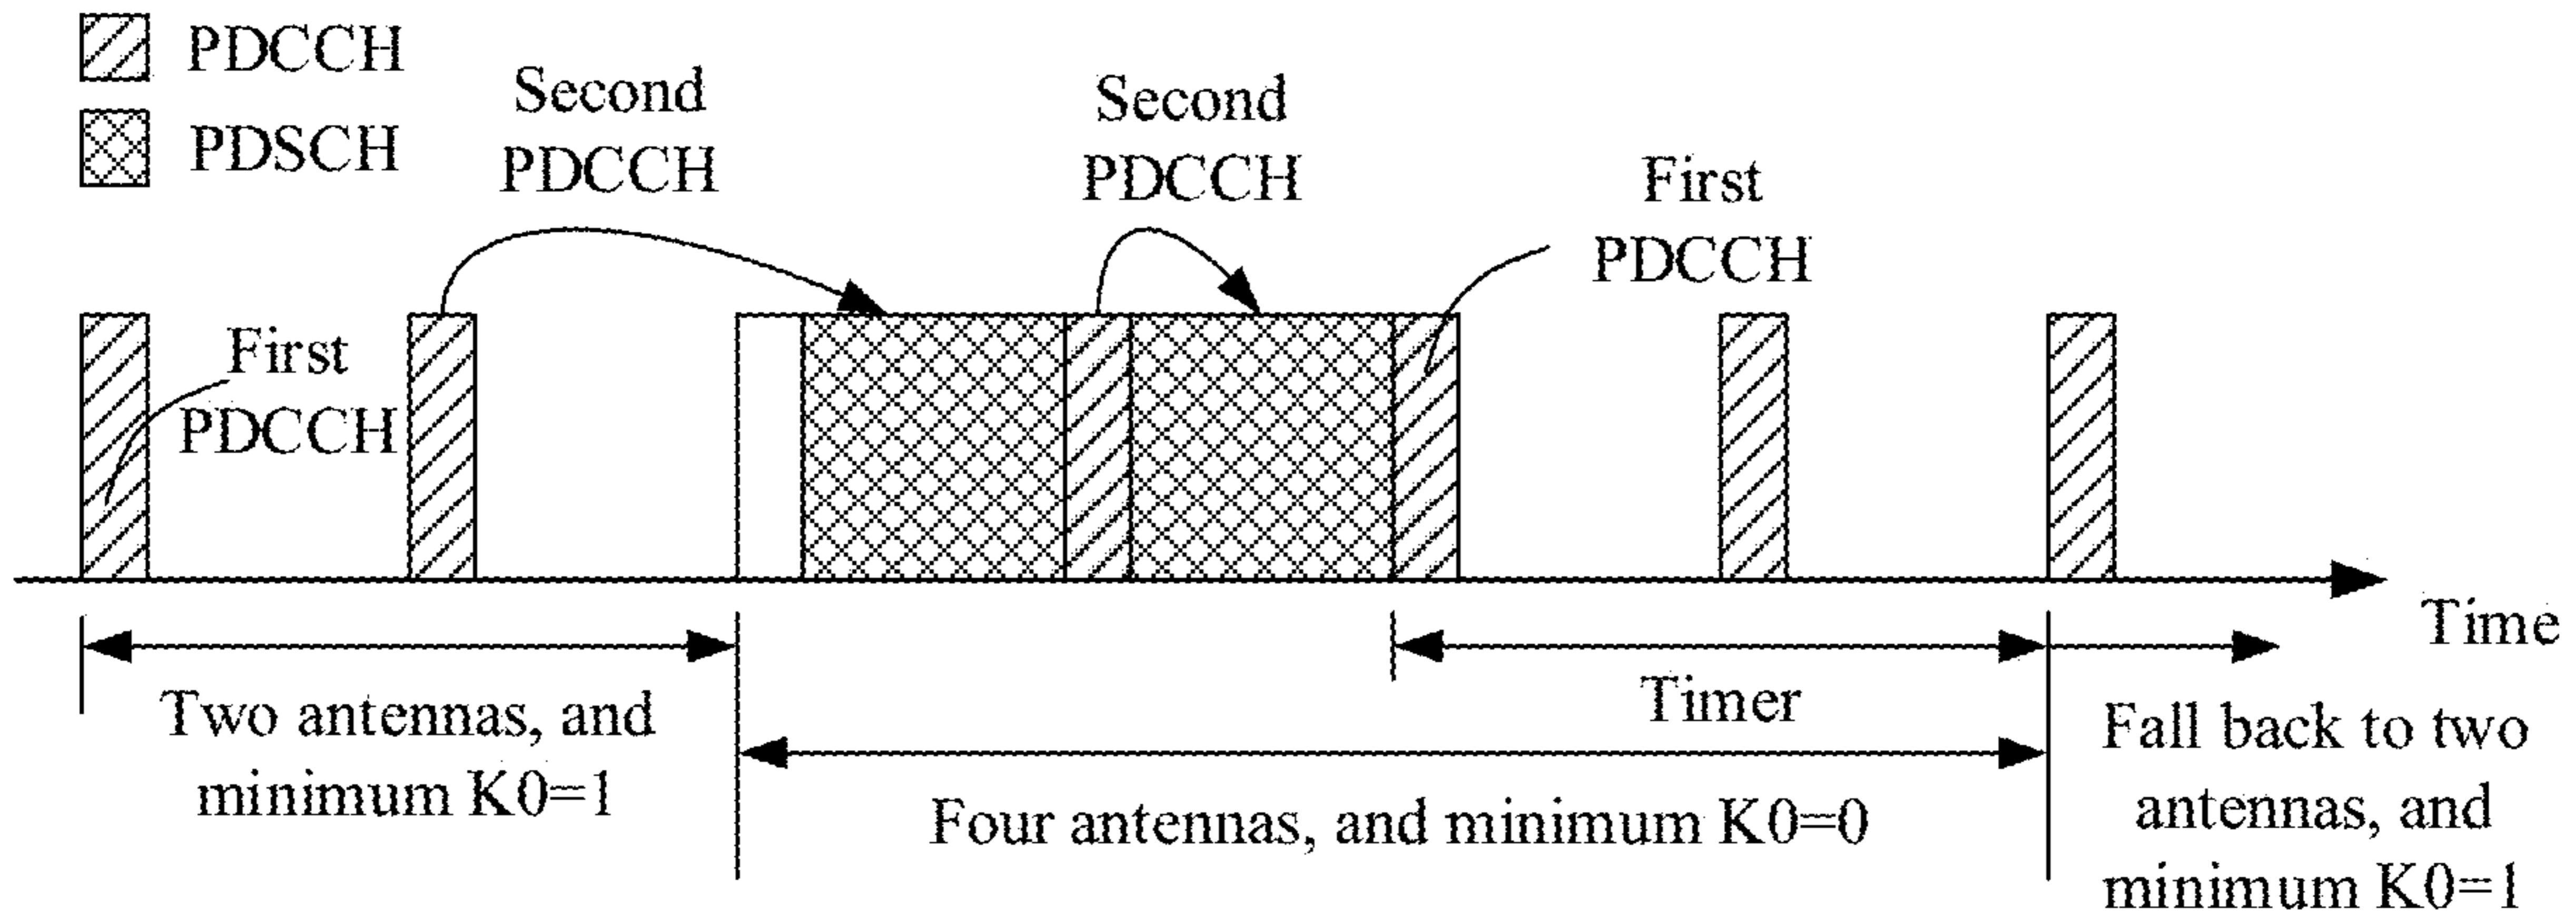 PDCCH
PDSCH
Second
PDCCH
Second
PDCCH
First
PDCCH
First
PDCCH
Time
Two antennas, and
minimum K0=1
Timer
Four antennas, and minimum K0=0
Fall back to two
antennas, and
minimum K0=1